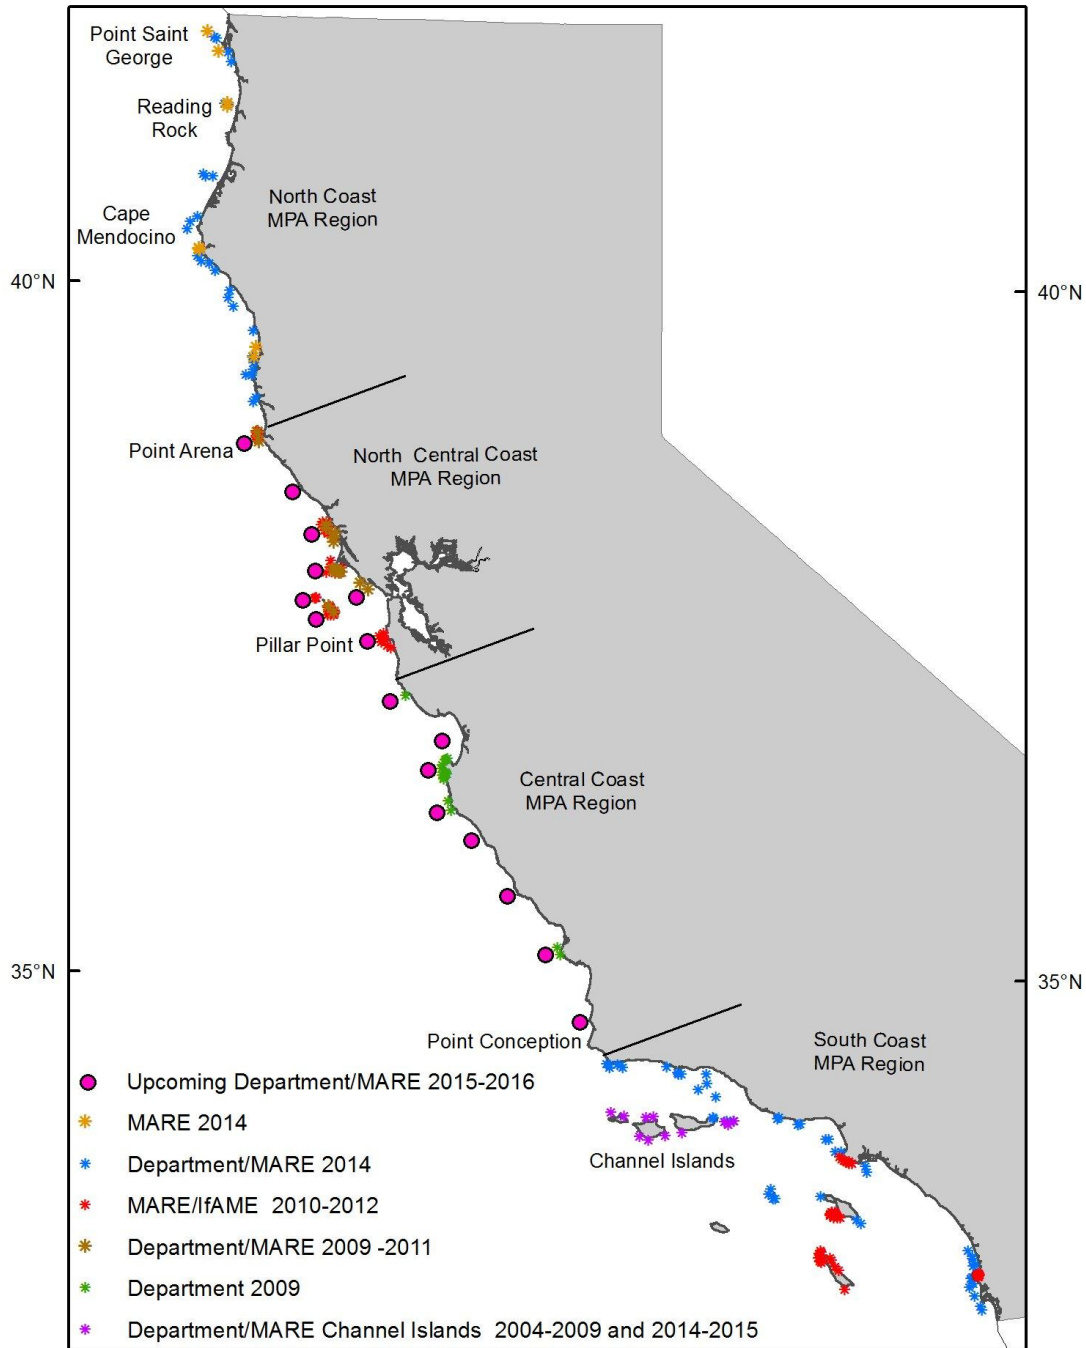 Point Saint
George
Reading
Rock
North Coast
MPA Region
Cape
Mendocino
40°N
40°N
Point Arena
North Central Coast
MPA Region
Pillar Point
Central Coast
MPA Region
35°N
35°N
Point Conception
South Coast
MPA Region
Channel Islands
Upcoming Department/MARE 2015-2016
MARE 2014
Department/MARE 2014
MARE/IfAME 2010-2012
Department/MARE 2009 -2011
Department 2009
Department/MARE Channel Islands 2004-2009 and 2014-2015